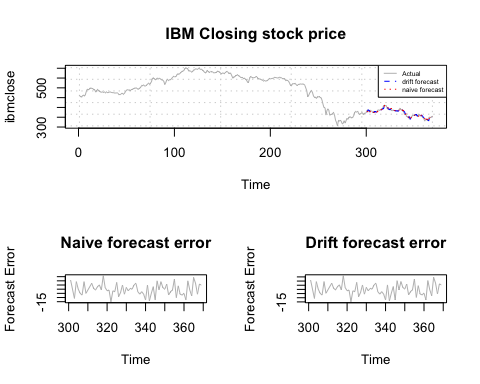 IBM Closing stock price
ibmclose
300 500
Actual
drift forecast
naive forecast
0 100 200 300
Time
Naive forecast error
Forecast Error
-15
300 320 340 360
Time
Drift forecast error
Forecast Error
-15
300 320 340 360
Time